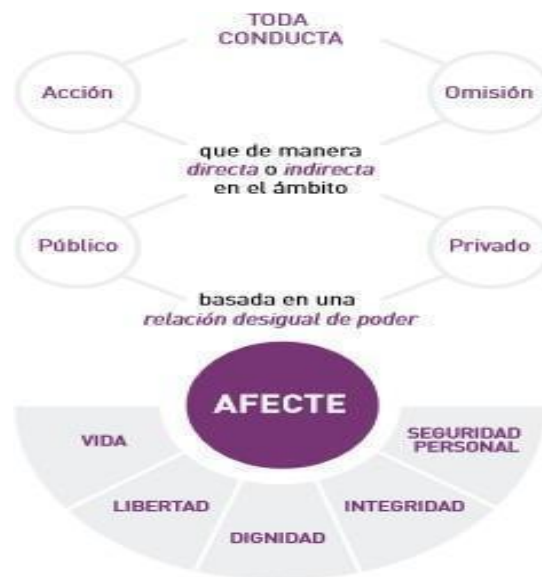 TODA
CONDUCTA
Acción
Omisión
que de manera
directa o indirecta
en el ámbito
Público
Privado
basada en una
relación desigual de poder
AFECTE
VIDA
LIBERTAD
DIGNIDAD
INTEGRIDAD
SEGURIDAD
PERSONAL